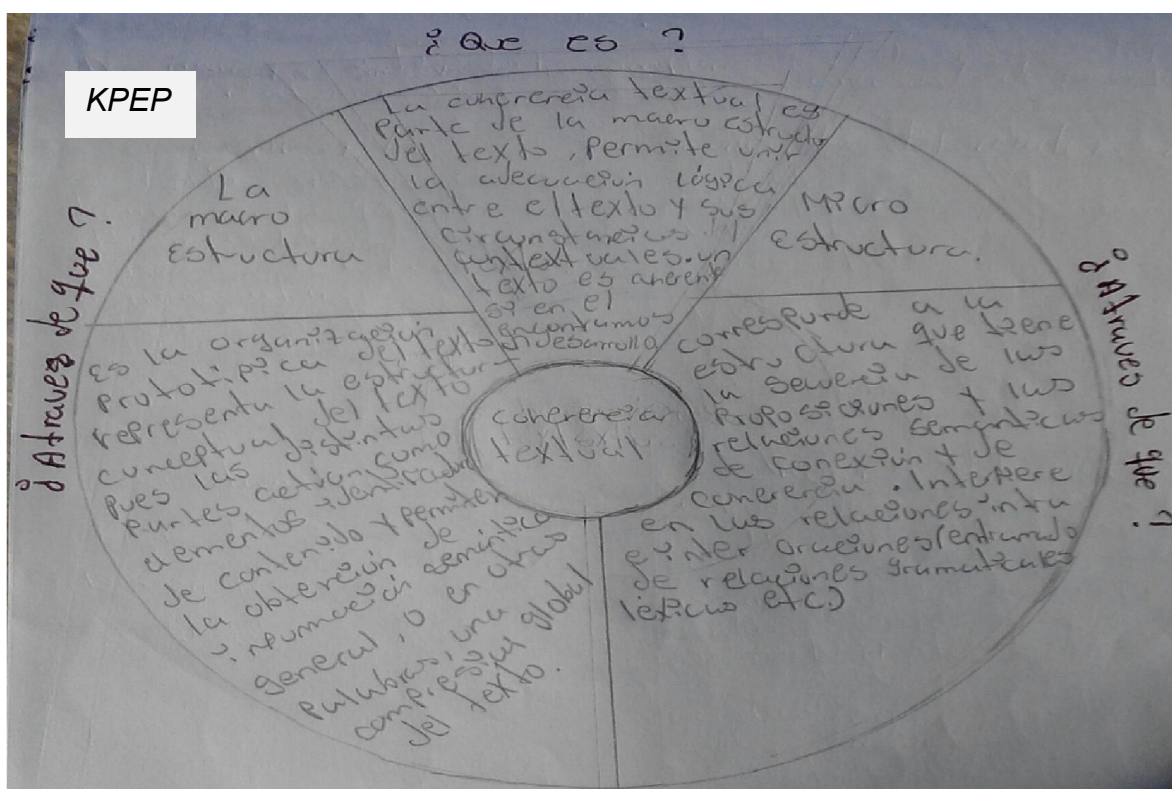 ¿ Que es ?
KPEP
La coherencia textual es
parte de la macro estructu
del texto, permite unir
la adecuación lógica
entre el texto y sus
circunstancias
contextuales. un
texto es coherente
si en el
encontramos
un desarrollo
¿Atraves de que ?
La
macro
Estructura
Es la organización
prototipica del texto
representa la estructur
conceptual del texto
pues las distintas
partes actúan como
elementos identificador
de contenido y permiten
la obtención de
información semántica
general, o en otras
palabras, una
compresión global
del texto.
coherencia
textual
Micro
Estructura.
¿Atraves de que ?
corresponde a la
estructura que tiene
la secuencia de las
proposiciones y las
relaciones semánticas
de conexión y de
coherencia. Interfiere
en las relaciones intra
e inter oraciones (entramado
de relaciones gramaticales
léxicas etc)